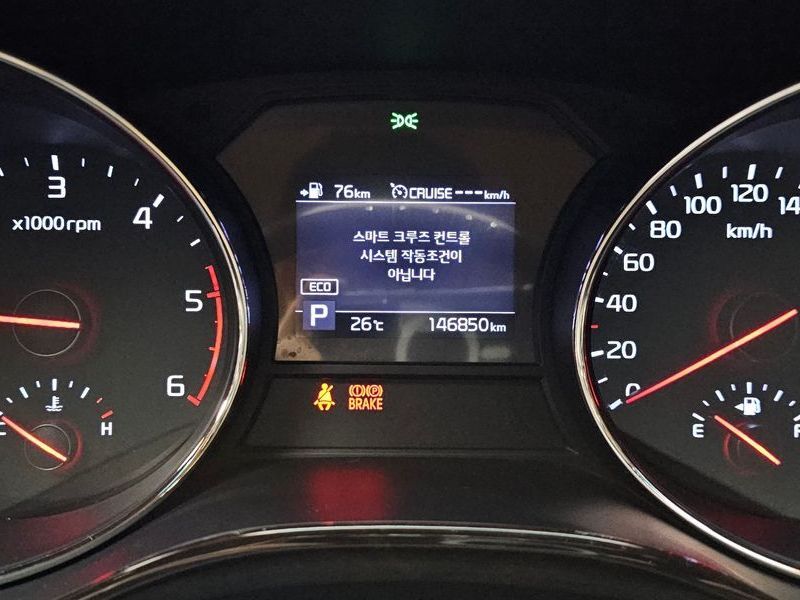 76km CRUISE ---km/h
스마트 크루즈 컨트롤
시스템 작동조건이
아닙니다
ECO
P 26℃ 146850km
BRAKE
3
4
x1000rpm
5
6
H
120
100
80
km/h
60
40
20
0
E